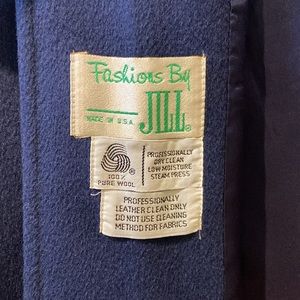 Fashions By
MADE IN U.S.A.
JILL®
®
100%
PURE WOOL
PROFESSIONALLY
DRY CLEAN
LOW MOISTURE
STEAM PRESS
PROFESSIONALLY
LEATHER CLEAN ONLY
DO NOT USE CLEANING
METHOD FOR FABRICS